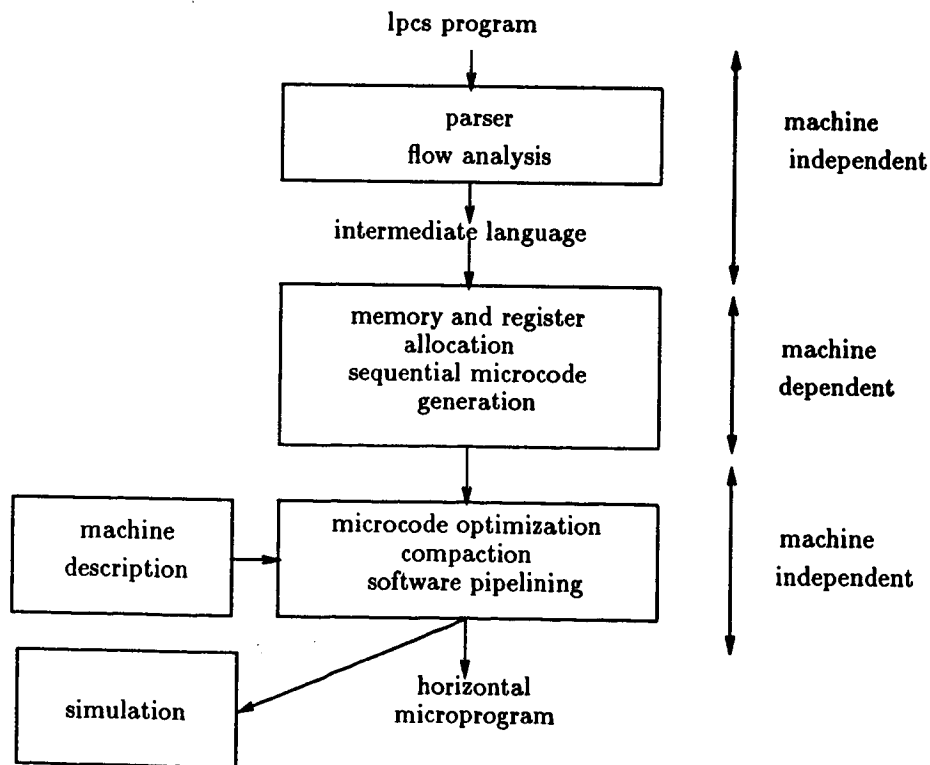 lpcs program
parser
flow analysis
machine
independent
intermediate language
memory and register
allocation
sequential microcode
generation
machine
dependent
machine
description
microcode optimization
compaction
software pipelining
machine
independent
simulation
horizontal
microprogram